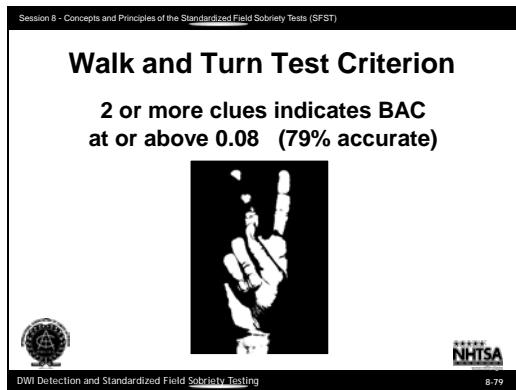 Session 8 - Concepts and Principles of the Standardized Field Sobriety Tests (SFST)
Walk and Turn Test Criterion
2 or more clues indicates BAC
at or above 0.08 (79% accurate)
NHTSA
DWI Detection and Standardized Field Sobriety Testing
8-79